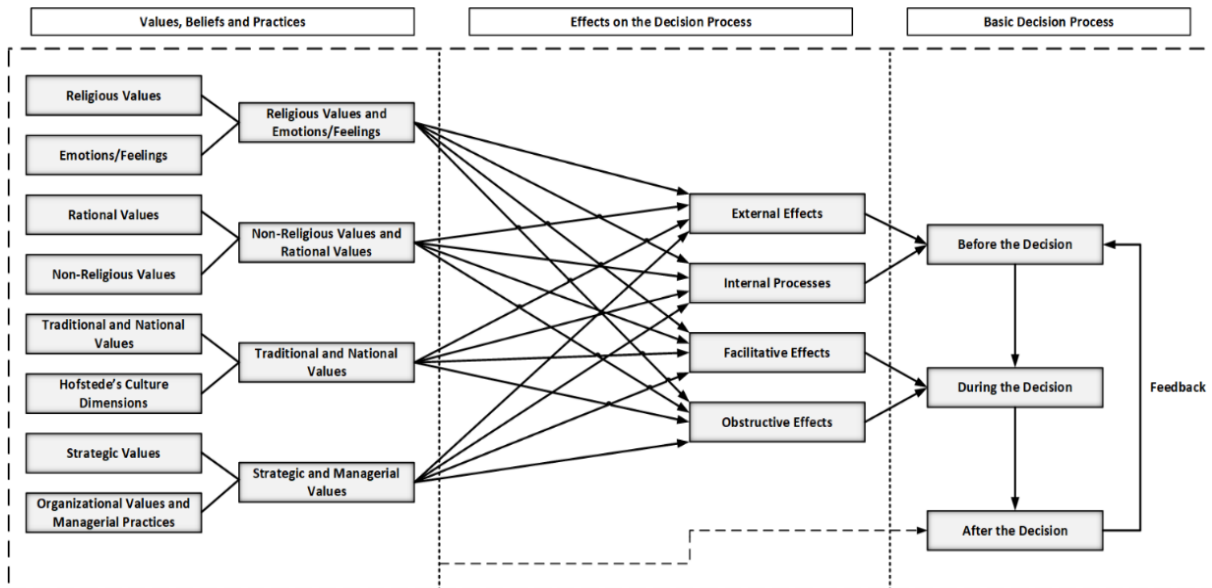 Values, Beliefs and Practices
Effects on the Decision Process
Basic Decision Process
Religious Values
Emotions/Feelings
Rational Values
Non-Religious Values
Traditional and National
Values
Hofstede's Culture
Dimensions
Strategic Values
Organizational Values and
Managerial Practices
Religious Values and
Emotions/Feelings
Non-Religious Values and
Rational Values
Traditional and National
Values
Strategic and Managerial
Values
External Effects
Internal Processes
Facilitative Effects
Obstructive Effects
Before the Decision
During the Decision
After the Decision
Feedback